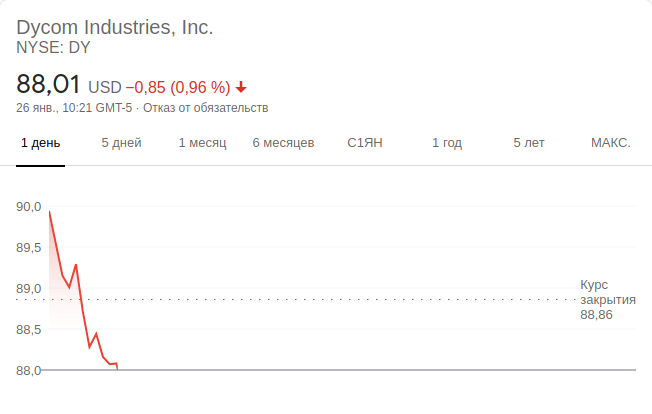 Dycom Industries, Inc.
NYSE: DY
88,01 USD −0,85 (0,96 %)
26 янв., 10:21 GMT-5 · Отказ от обязательств
1 день 5 дней 1 месяц 6 месяцев С1ЯН 1 год 5 лет МАКС.
90,0
89,5
89,0
88,5
88,0
Курс
закрытия
88,86